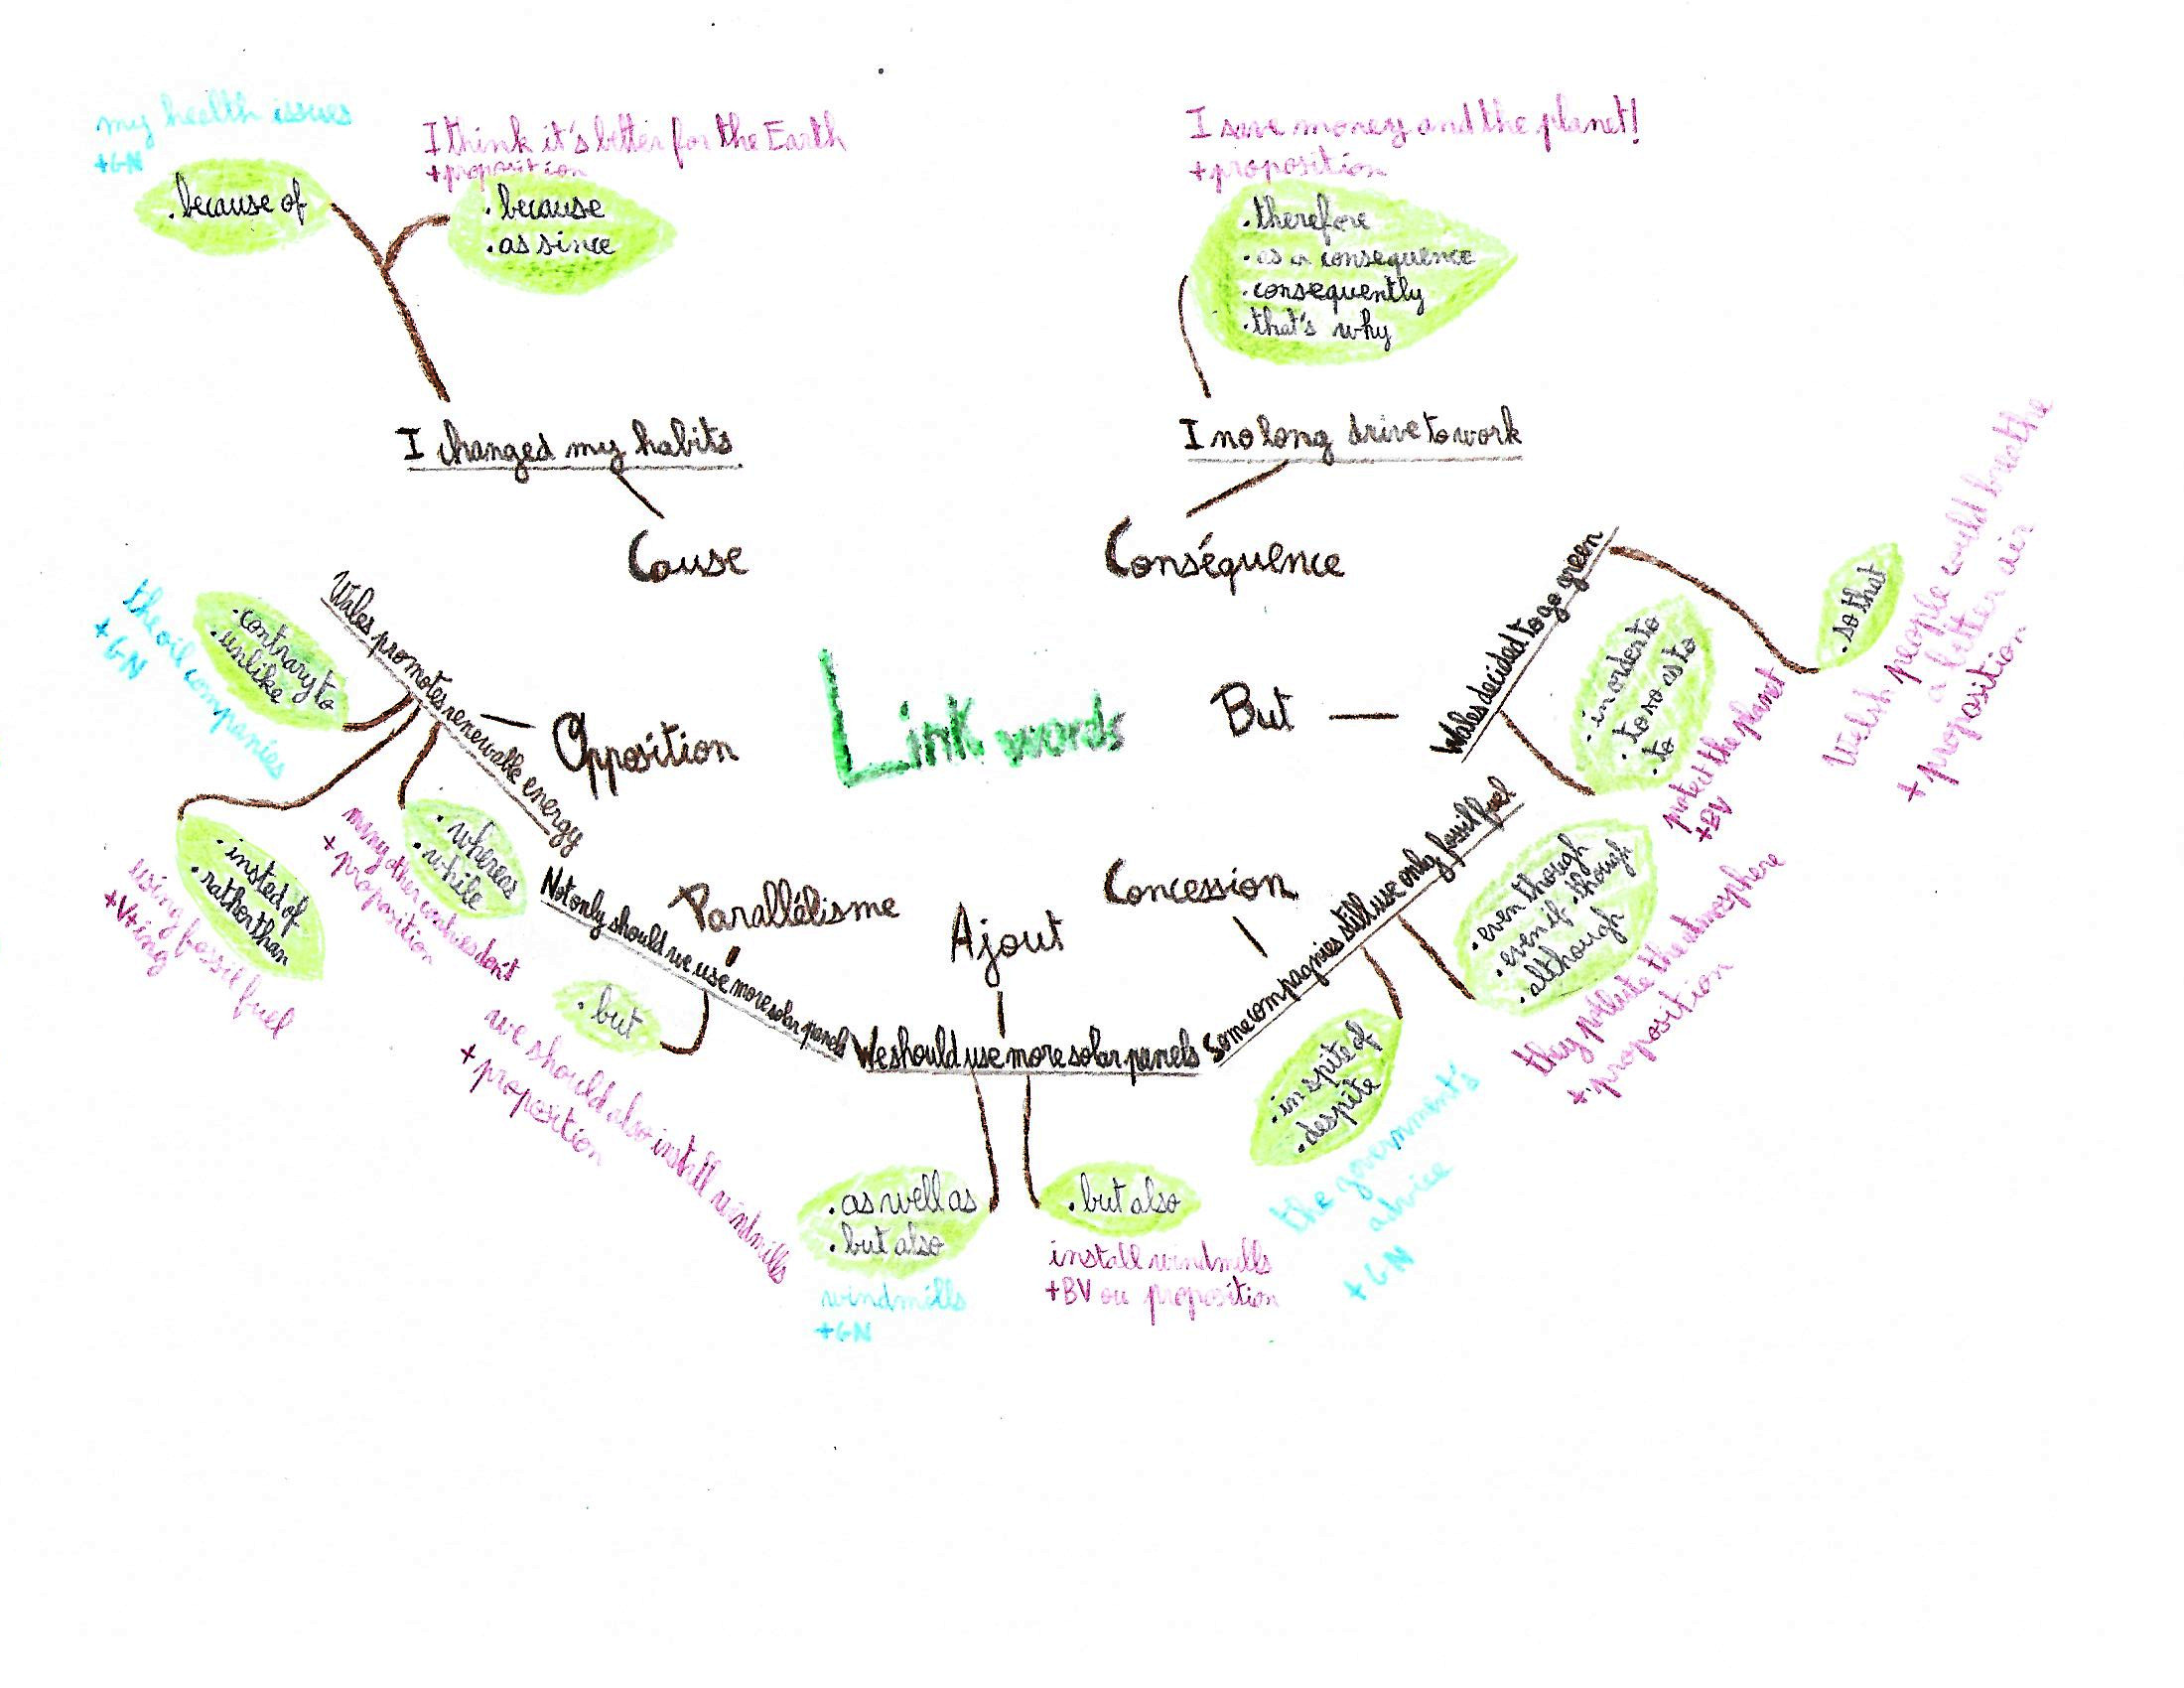 my health issues
+GN
. because of
I think it's better for the Earth
+proposition
. because
. as since
I changed my habits
Cause
I save money and the planet!
+proposition
. therefore
. as a consequence
. consequently
. that's why
I no long drive to work
Conséquence
Link words
Opposition
Wales promotes renewable energy
. contrary to
. unlike
the oil companies
+GN
. insted of
. rather than
using fossil fuel
+V+ing
. whereas
. while
many other coutries don't
+ proposition
Parallélisme
Not only should we use more solar panels
. but
we should also install windmills
+ proposition
Ajout
We should use more solar panels
. as well as
. but also
windmills
+GN
. but also
install windmills
+BV ou proposition
Concession
Some compagnies still use only fossil fuel
. in spite of
. despite
the government's
advice
+GN
. even though
. even if . though
. although
they pollute the atmosphere
+ proposition
But
Wales decided to go green
. in order to
. to so as to
. to
protect the planet
+BV
. so that
Welsh people could breathe
a better air
+ proposition